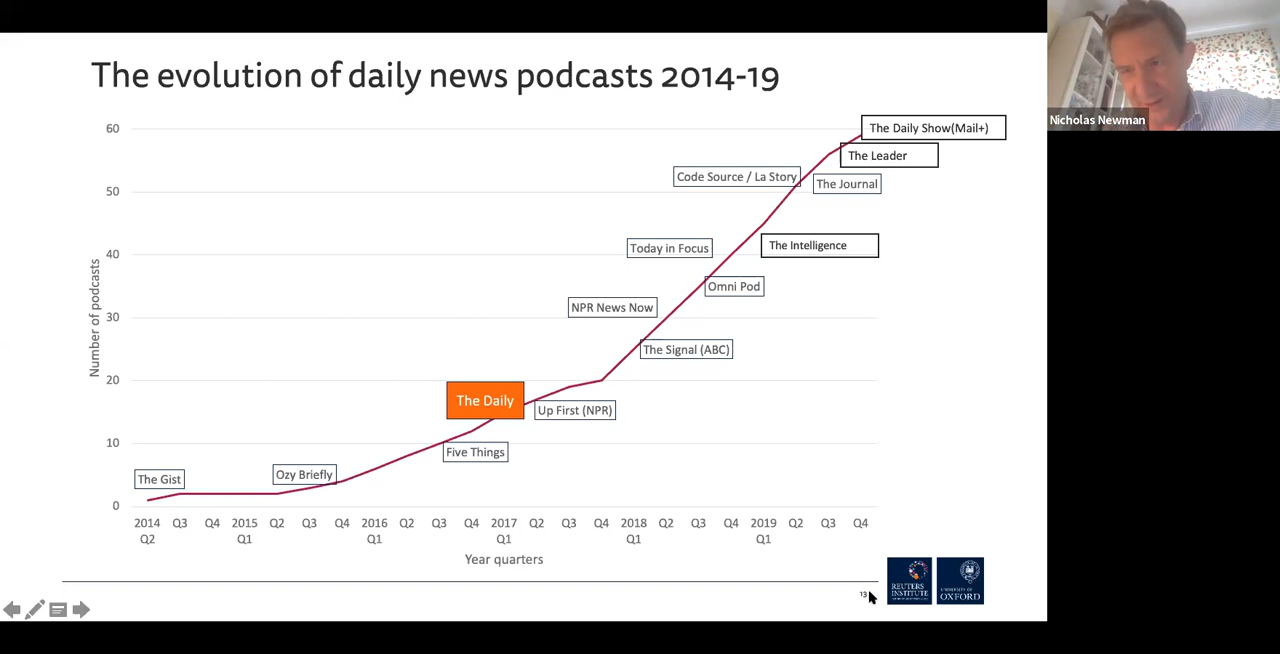 The evolution of daily news podcasts 2014-19
Nicholas Newman
Number of podcasts
60
50
40
30
20
10
0
The Daily Show(Mail+)
The Leader
Code Source / La Story
The Journal
Today in Focus
The Intelligence
Omni Pod
NPR News Now
The Signal (ABC)
The Daily
Up First (NPR)
Five Things
Ozy Briefly
The Gist
2014 Q3 Q4 2015 Q2 Q3 Q4 2016 Q2 Q3 Q4 2017 Q2 Q3 Q4 2018 Q2 Q3 Q4 2019 Q2 Q3 Q4
Q2 Q1 Q1 Q1 Q1 Q1
Year quarters
13
REUTERS
INSTITUTE
OXFORD